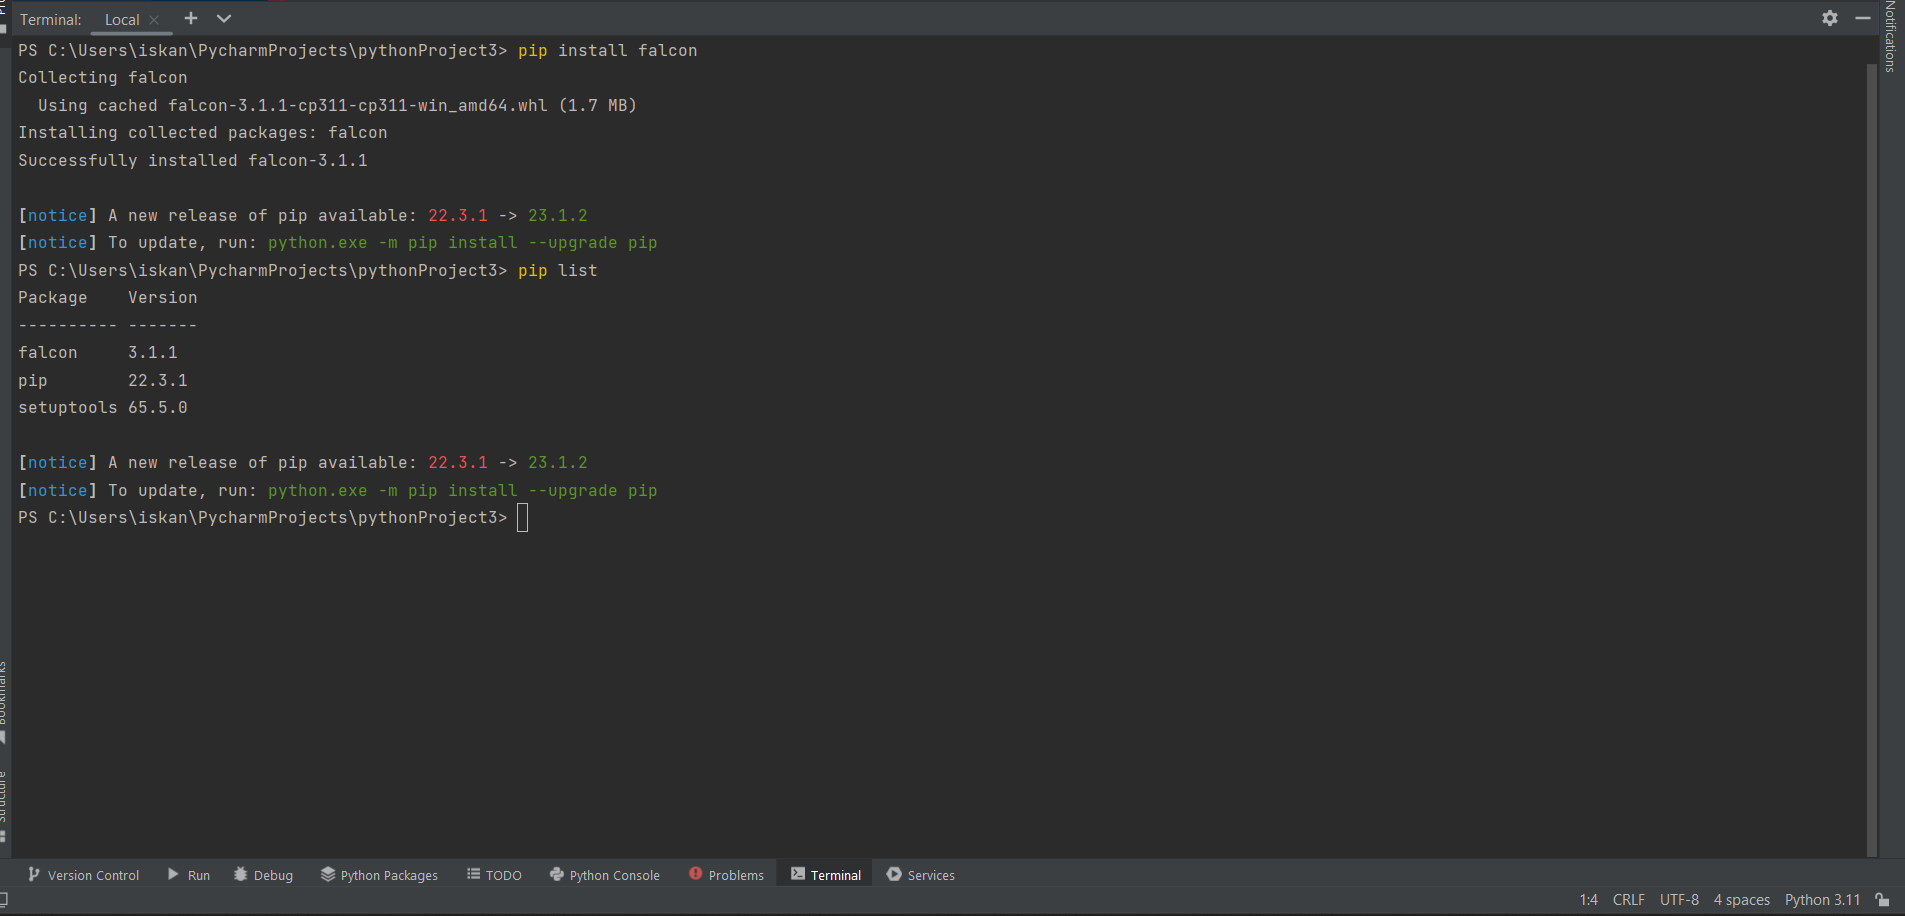 Terminal: Local
PS C:\Users\iskan\PycharmProjects\pythonProject3> pip install falcon
Collecting falcon
  Using cached falcon-3.1.1-cp311-cp311-win_amd64.whl (1.7 MB)
Installing collected packages: falcon
Successfully installed falcon-3.1.1
[notice] A new release of pip available: 22.3.1 -> 23.1.2
[notice] To update, run: python.exe -m pip install --upgrade pip
PS C:\Users\iskan\PycharmProjects\pythonProject3> pip list
Package    Version
---------- -------
falcon     3.1.1
pip        22.3.1
setuptools 65.5.0
[notice] A new release of pip available: 22.3.1 -> 23.1.2
[notice] To update, run: python.exe -m pip install --upgrade pip
PS C:\Users\iskan\PycharmProjects\pythonProject3>
Notifications
Bookmarks
Structure
Version Control Run Debug Python Packages TODO Python Console Problems Terminal Services
1:4 CRLF UTF-8 4 spaces Python 3.11